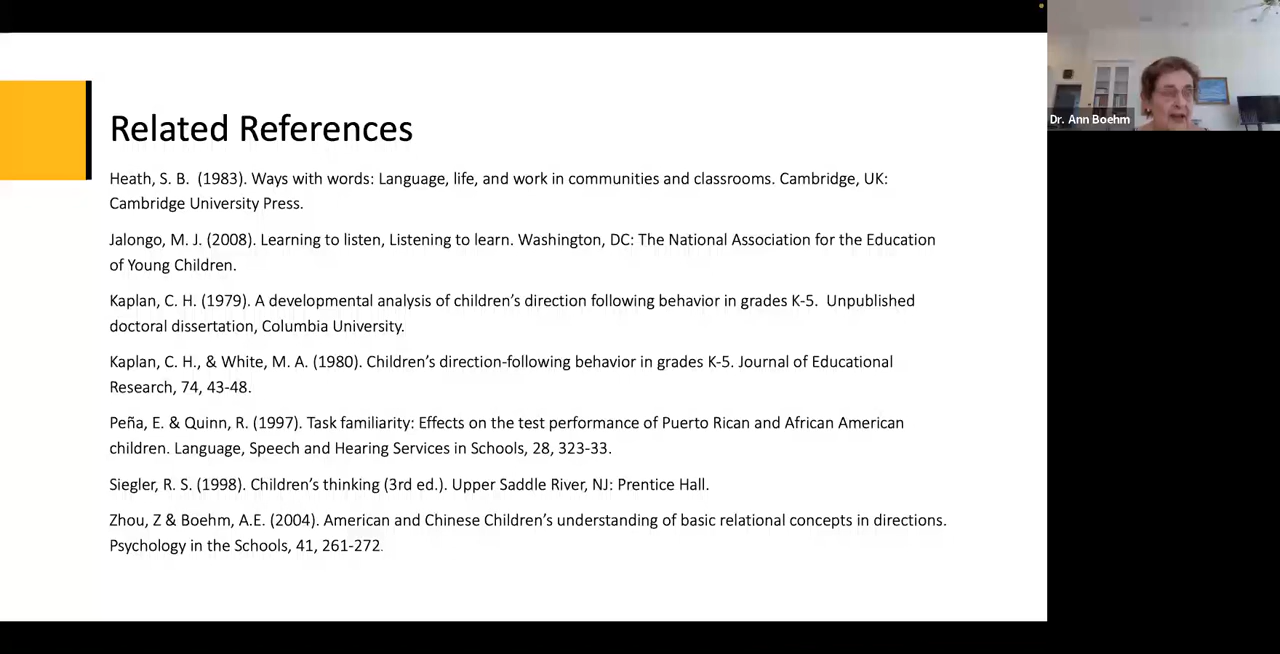 Related References
Heath, S. B.  (1983). Ways with words: Language, life, and work in communities and classrooms. Cambridge, UK:
Cambridge University Press.
Jalongo, M. J. (2008). Learning to listen, Listening to learn. Washington, DC: The National Association for the Education
of Young Children.
Kaplan, C. H. (1979). A developmental analysis of children’s direction following behavior in grades K-5.  Unpublished
doctoral dissertation, Columbia University.
Kaplan, C. H., & White, M. A. (1980). Children’s direction-following behavior in grades K-5. Journal of Educational
Research, 74, 43-48.
Peña, E. & Quinn, R. (1997). Task familiarity: Effects on the test performance of Puerto Rican and African American
children. Language, Speech and Hearing Services in Schools, 28, 323-33.
Siegler, R. S. (1998). Children’s thinking (3rd ed.). Upper Saddle River, NJ: Prentice Hall.
Zhou, Z & Boehm, A.E. (2004). American and Chinese Children’s understanding of basic relational concepts in directions.
Psychology in the Schools, 41, 261-272.
Dr. Ann Boehm